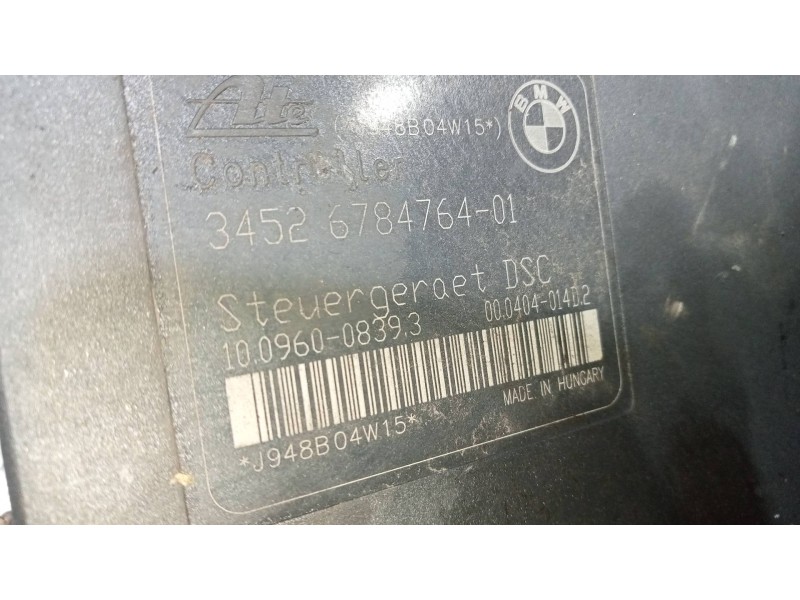 Ate
(*J948B04W15*)
BMW
Controller
3452 6784764-01
Steuergeraet DSC
10.0960-0839.3
00.0404-014D.2
MADE IN HUNGARY
*J948B04W15*